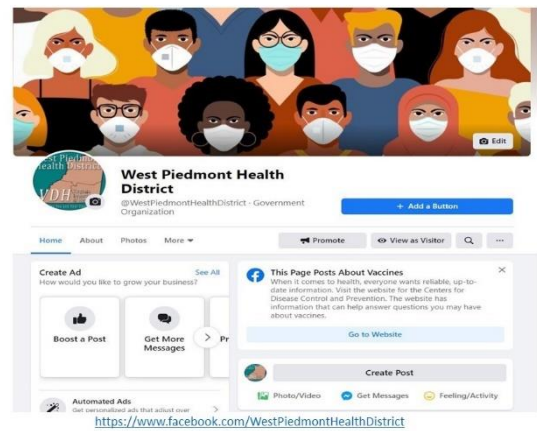 Edit
West Piedmont
Health District
VDH
West Piedmont Health
District
@WestPiedmontHealthDistrict · Government
Organization
+ Add a Button
Home About Photos More
Promote View as Visitor ...
Create Ad See All
How would you like to grow your business?
Boost a Post
Get More
Messages
Pr
Automated Ads
Get personalized ads that adjust over
This Page Posts About Vaccines
When it comes to health, everyone wants reliable, up-to-
date information. Visit the website for the Centers for
Disease Control and Prevention. The website has
information that can help answer questions you may have
about vaccines.
Go to Website
Create Post
Photo/Video Get Messages Feeling/Activity
https://www.facebook.com/WestPiedmontHealthDistrict